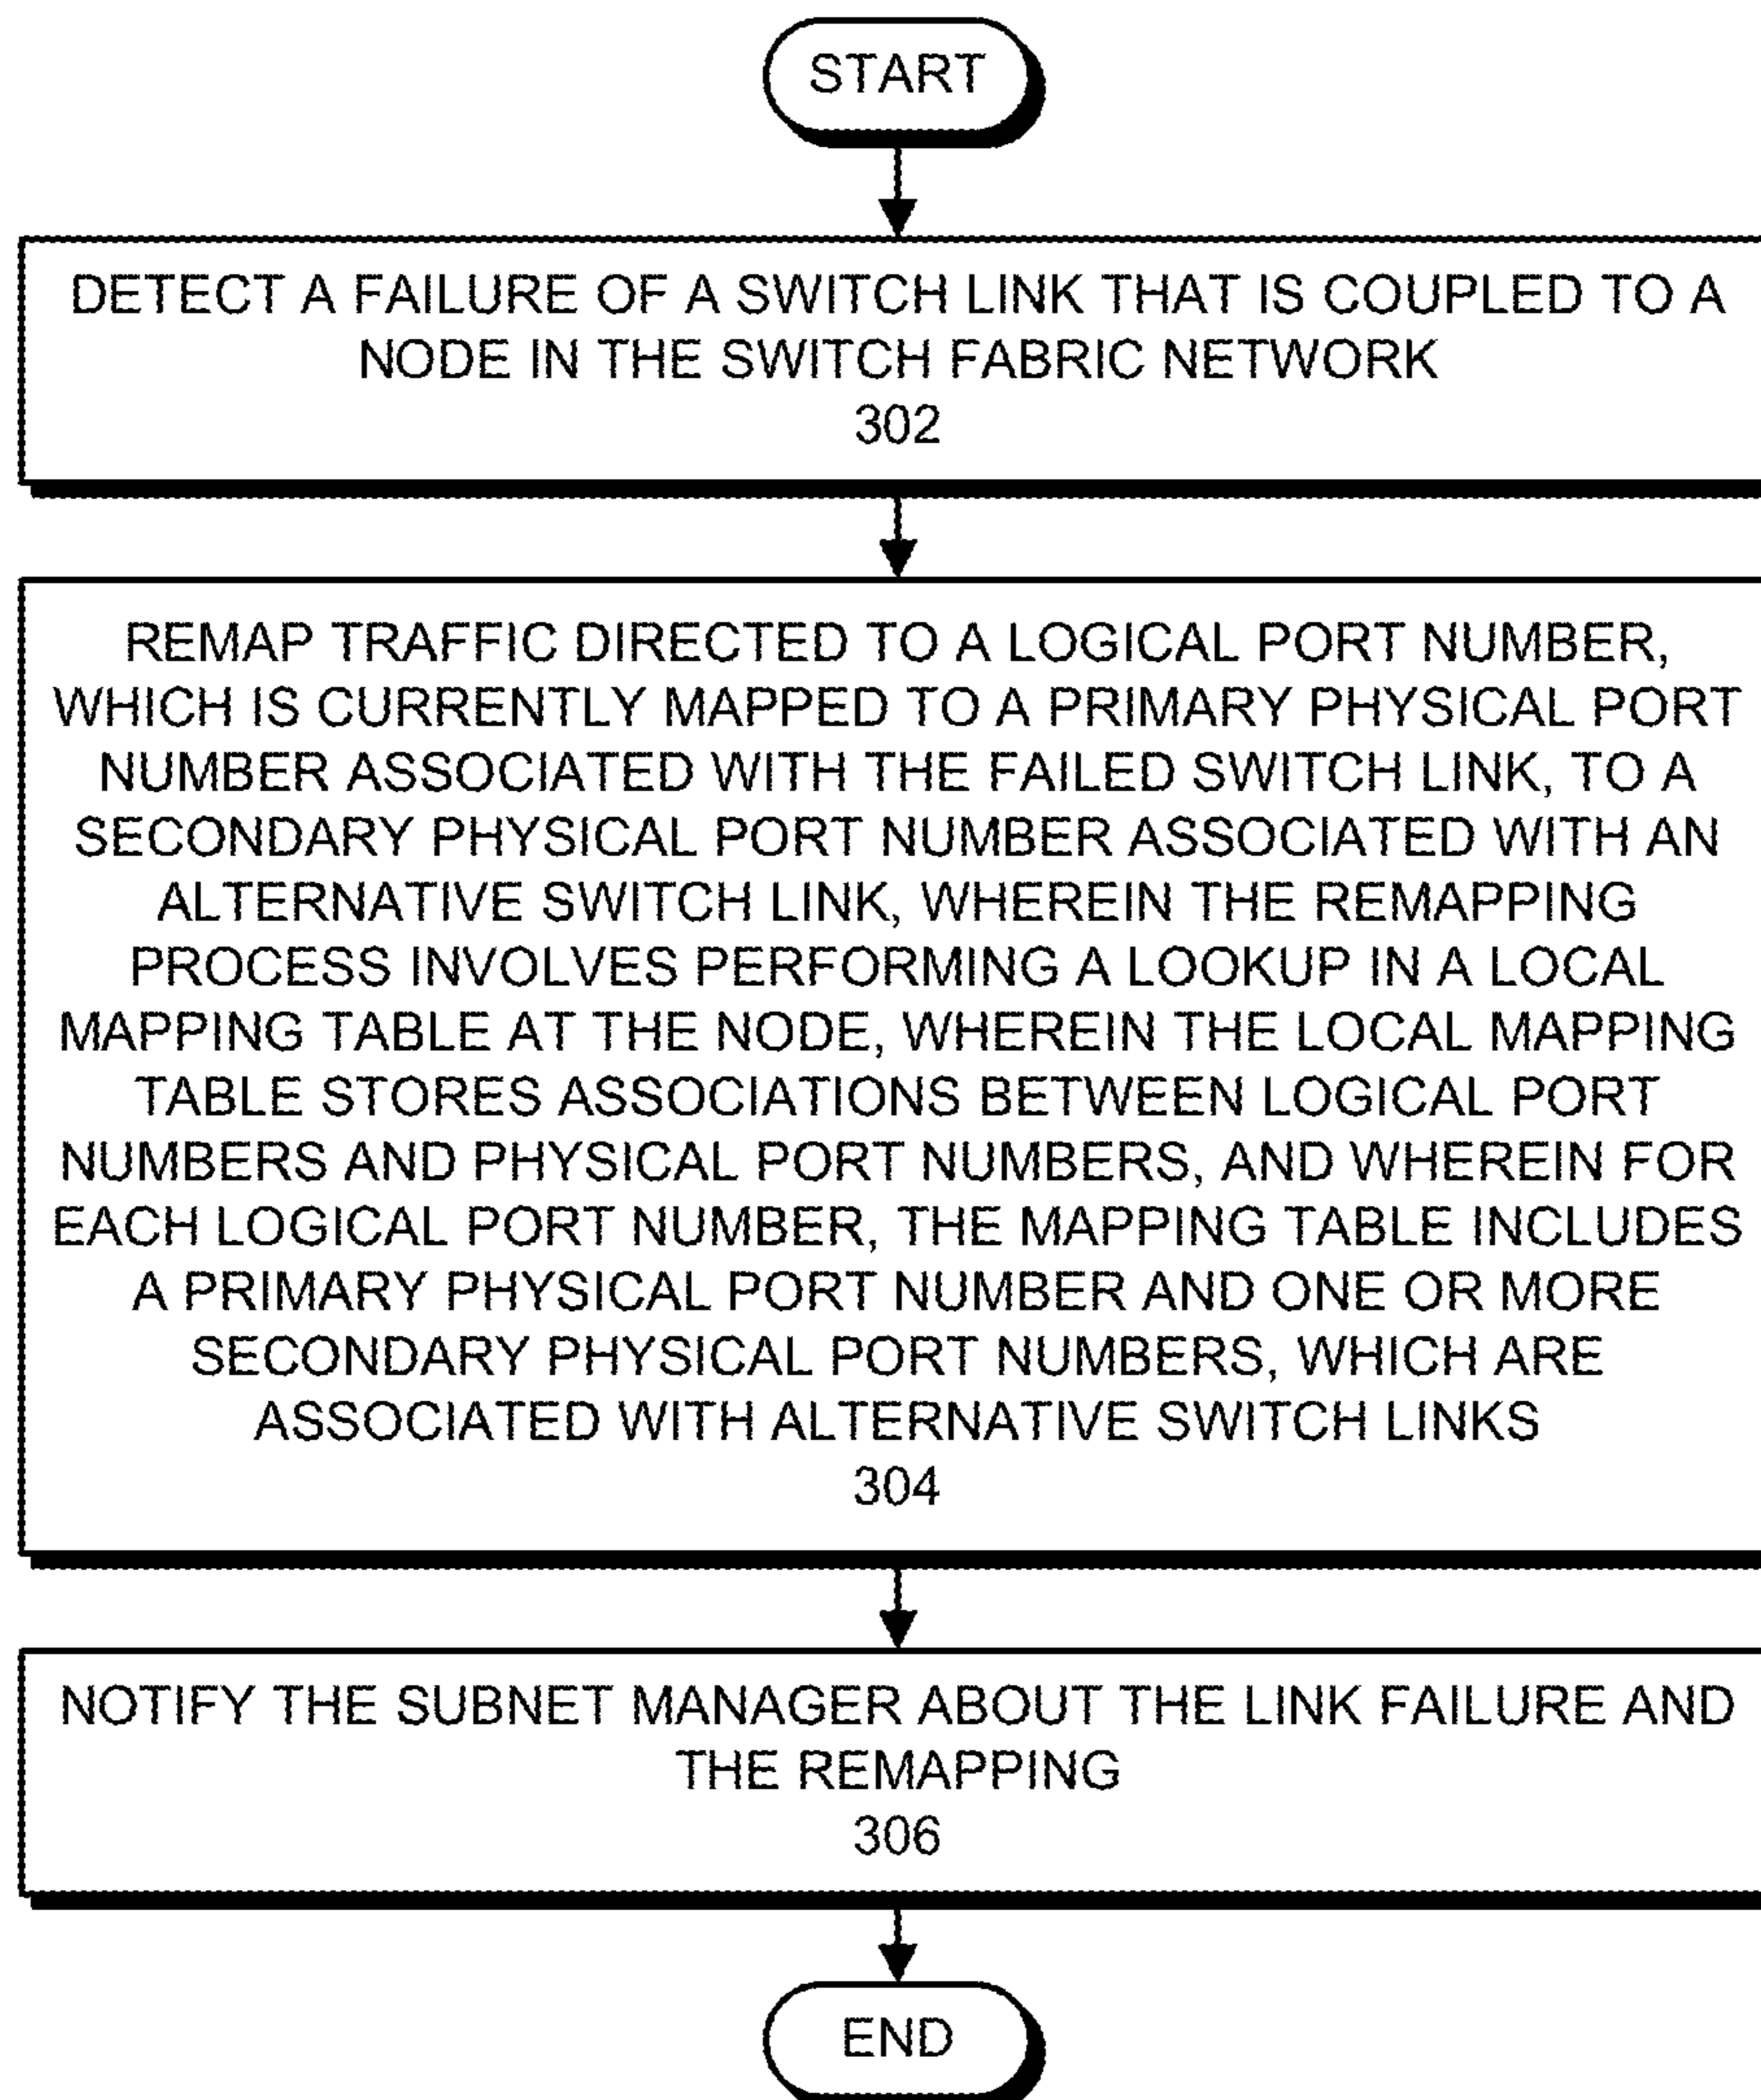 START
DETECT A FAILURE OF A SWITCH LINK THAT IS COUPLED TO A
NODE IN THE SWITCH FABRIC NETWORK
302
REMAP TRAFFIC DIRECTED TO A LOGICAL PORT NUMBER,
WHICH IS CURRENTLY MAPPED TO A PRIMARY PHYSICAL PORT
NUMBER ASSOCIATED WITH THE FAILED SWITCH LINK, TO A
SECONDARY PHYSICAL PORT NUMBER ASSOCIATED WITH AN
ALTERNATIVE SWITCH LINK, WHEREIN THE REMAPPING
PROCESS INVOLVES PERFORMING A LOOKUP IN A LOCAL
MAPPING TABLE AT THE NODE, WHEREIN THE LOCAL MAPPING
TABLE STORES ASSOCIATIONS BETWEEN LOGICAL PORT
NUMBERS AND PHYSICAL PORT NUMBERS, AND WHEREIN FOR
EACH LOGICAL PORT NUMBER, THE MAPPING TABLE INCLUDES
A PRIMARY PHYSICAL PORT NUMBER AND ONE OR MORE
SECONDARY PHYSICAL PORT NUMBERS, WHICH ARE
ASSOCIATED WITH ALTERNATIVE SWITCH LINKS
304
NOTIFY THE SUBNET MANAGER ABOUT THE LINK FAILURE AND
THE REMAPPING
306
END